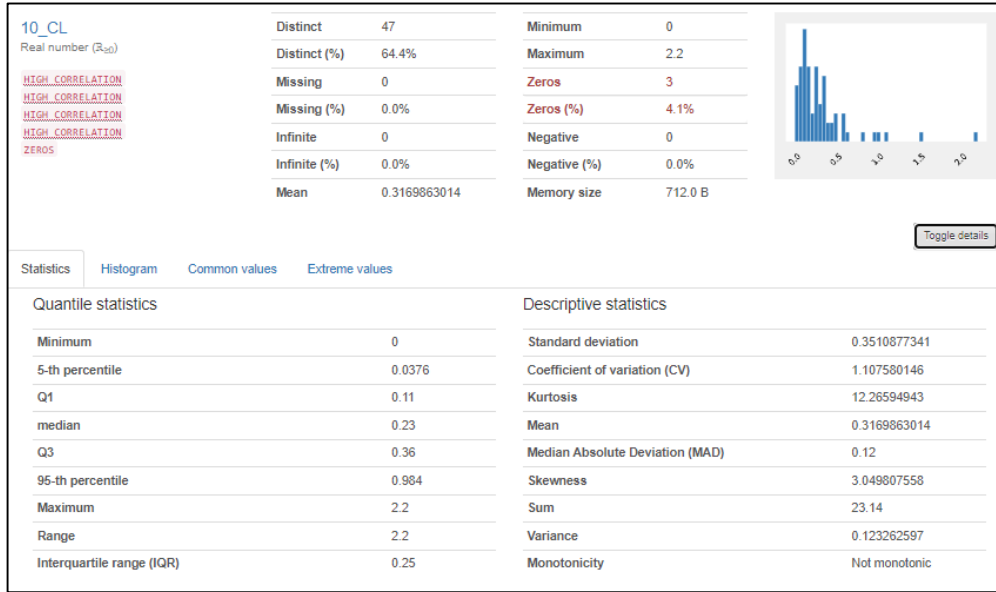 10_CL
Real number (ℝ≥0)
HIGH CORRELATION
HIGH CORRELATION
HIGH CORRELATION
HIGH CORRELATION
ZEROS
Distinct 47
Distinct (%) 64.4%
Missing 0
Missing (%) 0.0%
Infinite 0
Infinite (%) 0.0%
Mean 0.3169863014
Minimum 0
Maximum 2.2
Zeros 3
Zeros (%) 4.1%
Negative 0
Negative (%) 0.0%
Memory size 712.0 B
0.0 0.5 1.0 1.5 2.0
Toggle details
Statistics Histogram Common values Extreme values
Quantile statistics
Minimum 0
5-th percentile 0.0376
Q1 0.11
median 0.23
Q3 0.36
95-th percentile 0.984
Maximum 2.2
Range 2.2
Interquartile range (IQR) 0.25
Descriptive statistics
Standard deviation 0.3510877341
Coefficient of variation (CV) 1.107580146
Kurtosis 12.26594943
Mean 0.3169863014
Median Absolute Deviation (MAD) 0.12
Skewness 3.049807558
Sum 23.14
Variance 0.123262597
Monotonicity Not monotonic